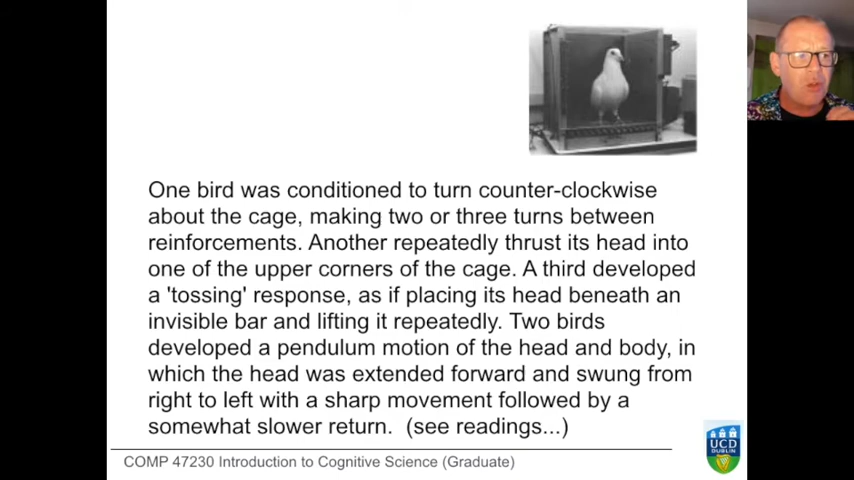 One bird was conditioned to turn counter-clockwise
about the cage, making two or three turns between
reinforcements. Another repeatedly thrust its head into
one of the upper corners of the cage. A third developed
a 'tossing' response, as if placing its head beneath an
invisible bar and lifting it repeatedly. Two birds
developed a pendulum motion of the head and body, in
which the head was extended forward and swung from
right to left with a sharp movement followed by a
somewhat slower return.  (see readings...)
COMP 47230 Introduction to Cognitive Science (Graduate)
UCD
DUBLIN